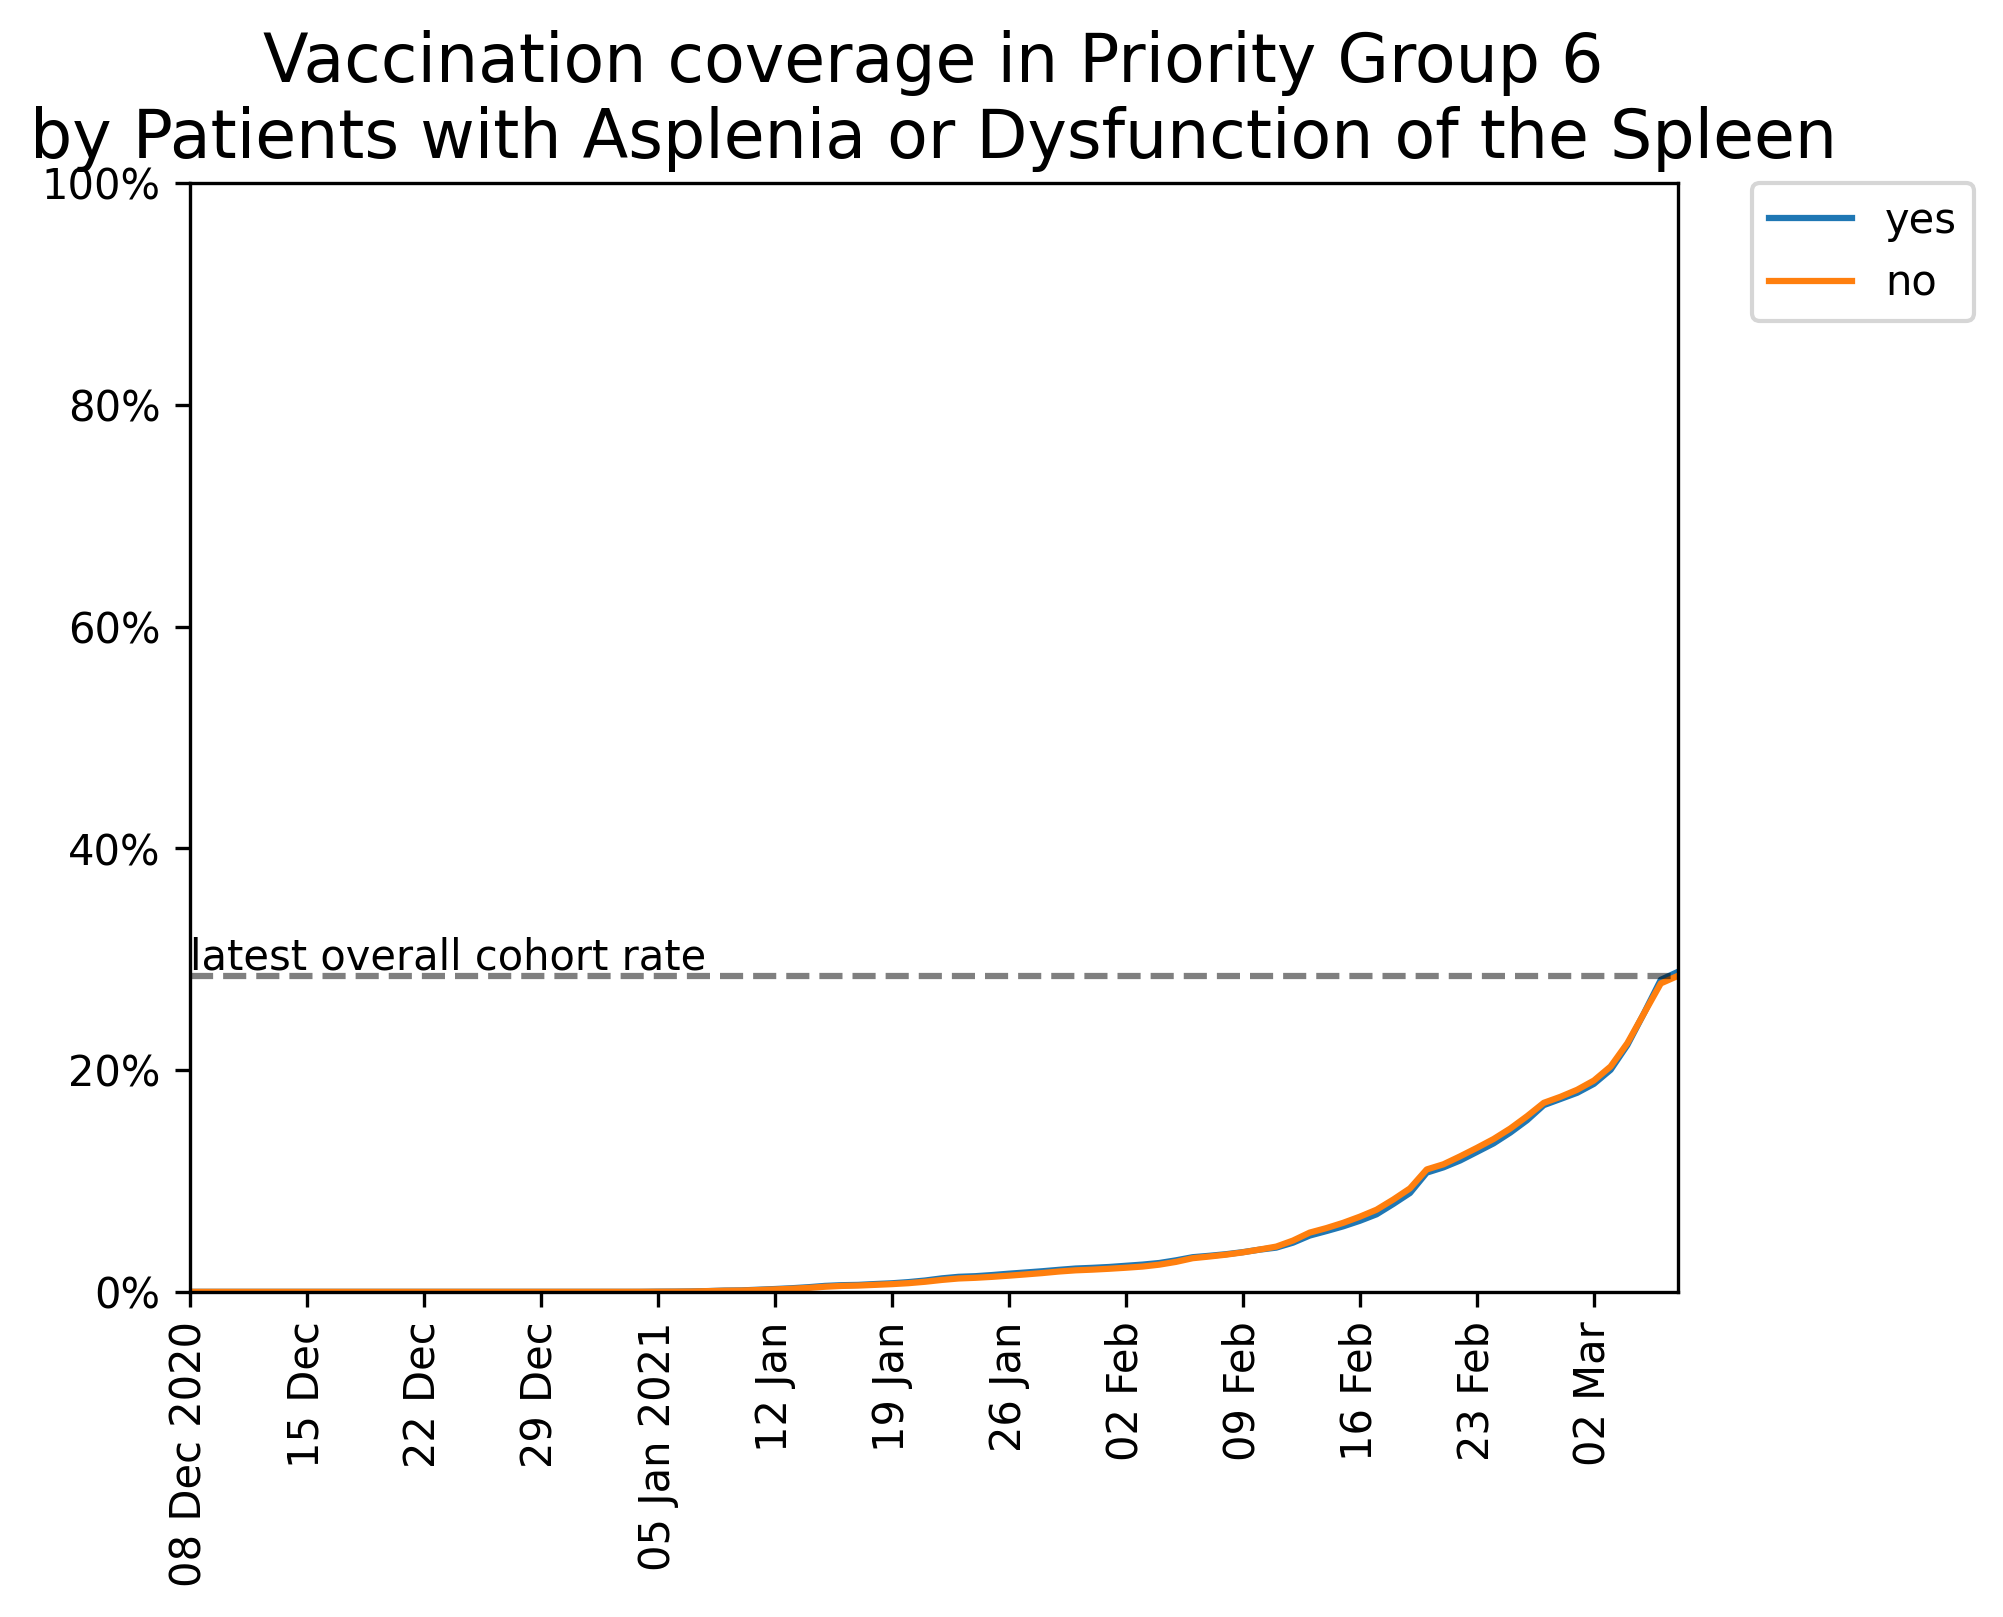 Vaccination coverage in Priority Group 6
by Patients with Asplenia or Dysfunction of the Spleen
100%
80%
60%
40%
20%
0%
latest overall cohort rate
yes
no
08 Dec 2020
15 Dec
22 Dec
29 Dec
05 Jan 2021
12 Jan
19 Jan
26 Jan
02 Feb
09 Feb
16 Feb
23 Feb
02 Mar